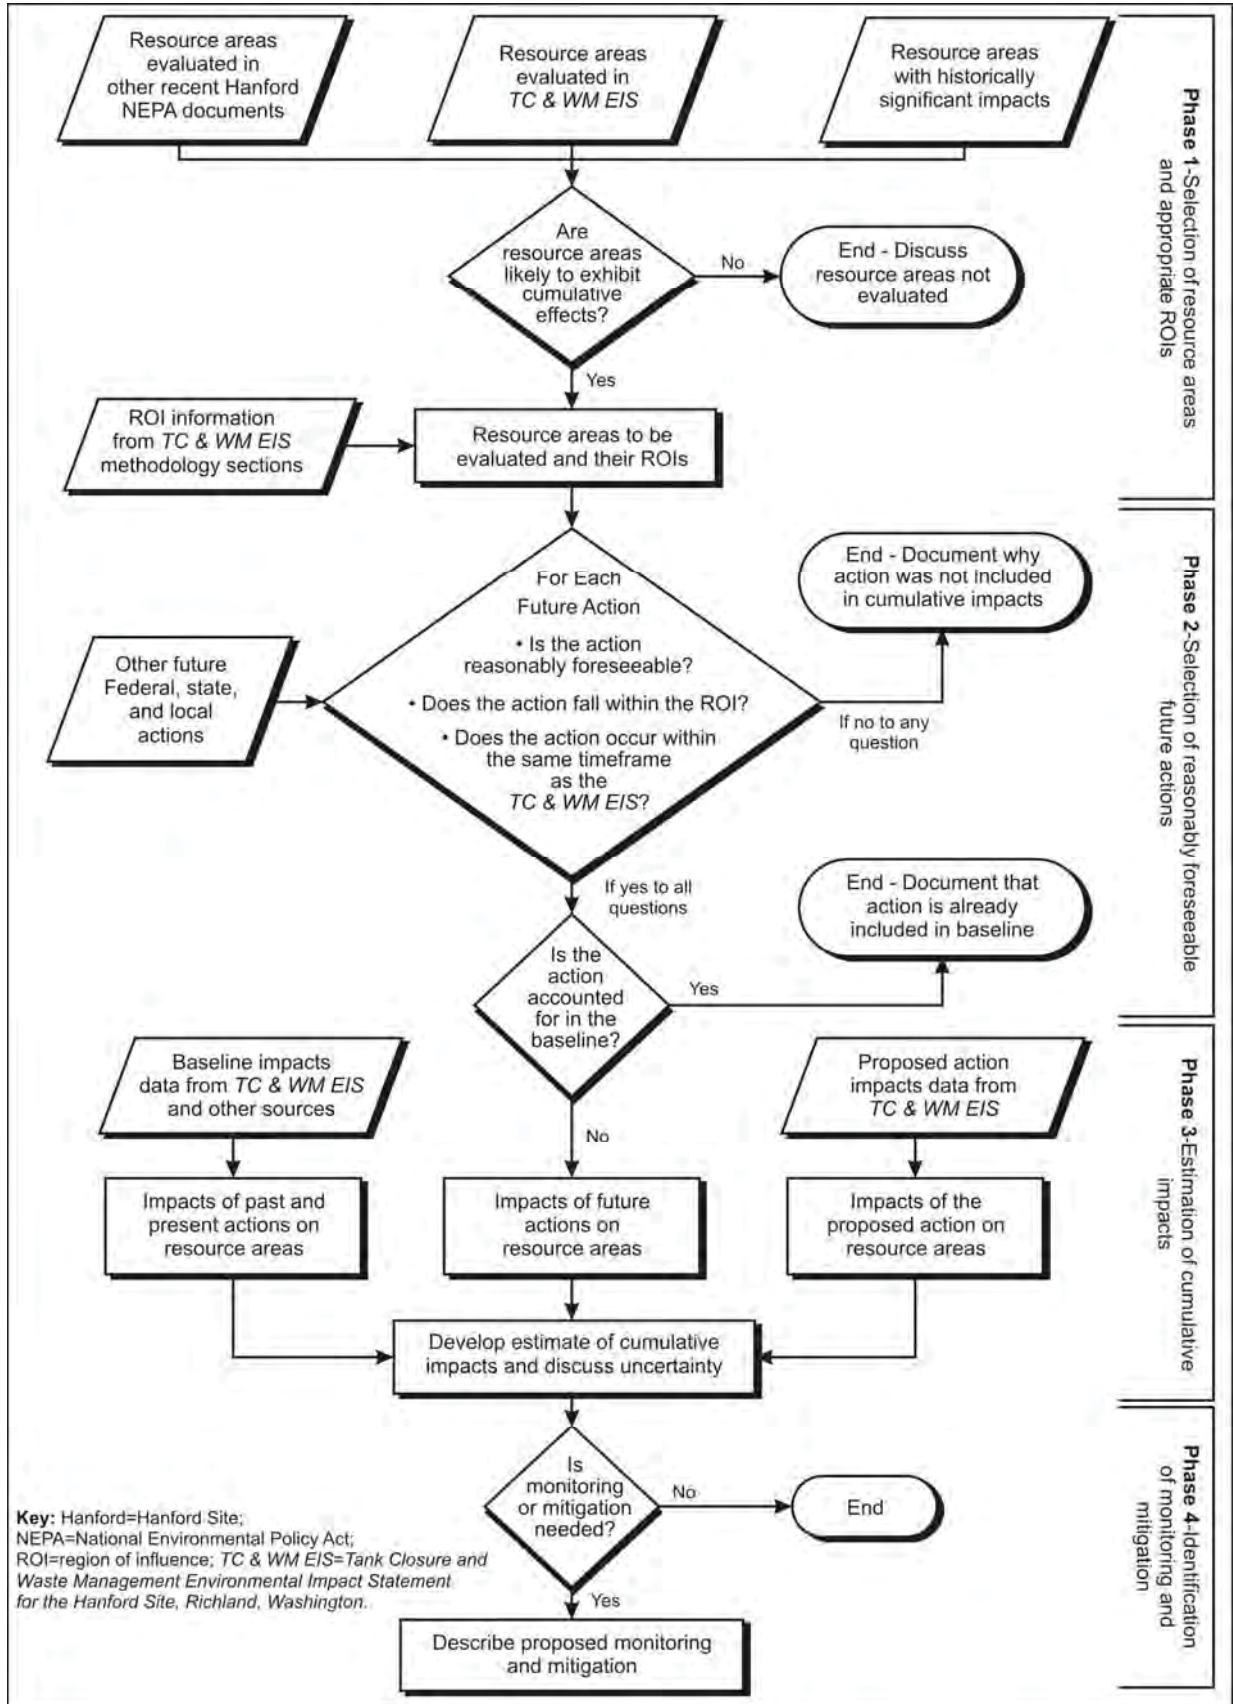 Resource areas
evaluated in
other recent Hanford
NEPA documents
Resource areas
evaluated in
TC & WM EIS
Resource areas
with historically
significant impacts
Are
resource areas
likely to exhibit
cumulative
effects?
No
End - Discuss
resource areas not
evaluated
Yes
ROI information
from TC & WM EIS
methodology sections
Resource areas to be
evaluated and their ROIs
Phase 1-Selection of resource areas
and appropriate ROIs
For Each
Future Action
• Is the action
reasonably foreseeable?
• Does the action fall within the ROI?
• Does the action occur within
the same timeframe
as the
TC & WM EIS?
Other future
Federal, state,
and local
actions
End - Document why
action was not included
in cumulative impacts
If no to any
question
If yes to all
questions
Is the
action
accounted
for in the
baseline?
Yes
End - Document that
action is already
included in baseline
Phase 2-Selection of reasonably foreseeable
future actions
Baseline impacts
data from TC & WM EIS
and other sources
No
Proposed action
impacts data from
TC & WM EIS
Impacts of past and
present actions on
resource areas
Impacts of future
actions on
resource areas
Impacts of the
proposed action on
resource areas
Develop estimate of cumulative
impacts and discuss uncertainty
Phase 3-Estimation of cumulative
impacts
Is
monitoring
or mitigation
needed?
No
End
Yes
Describe proposed monitoring
and mitigation
Phase 4-Identification
of monitoring and
mitigation
Key: Hanford=Hanford Site;
NEPA=National Environmental Policy Act;
ROI=region of influence; TC & WM EIS=Tank Closure and
Waste Management Environmental Impact Statement
for the Hanford Site, Richland, Washington.